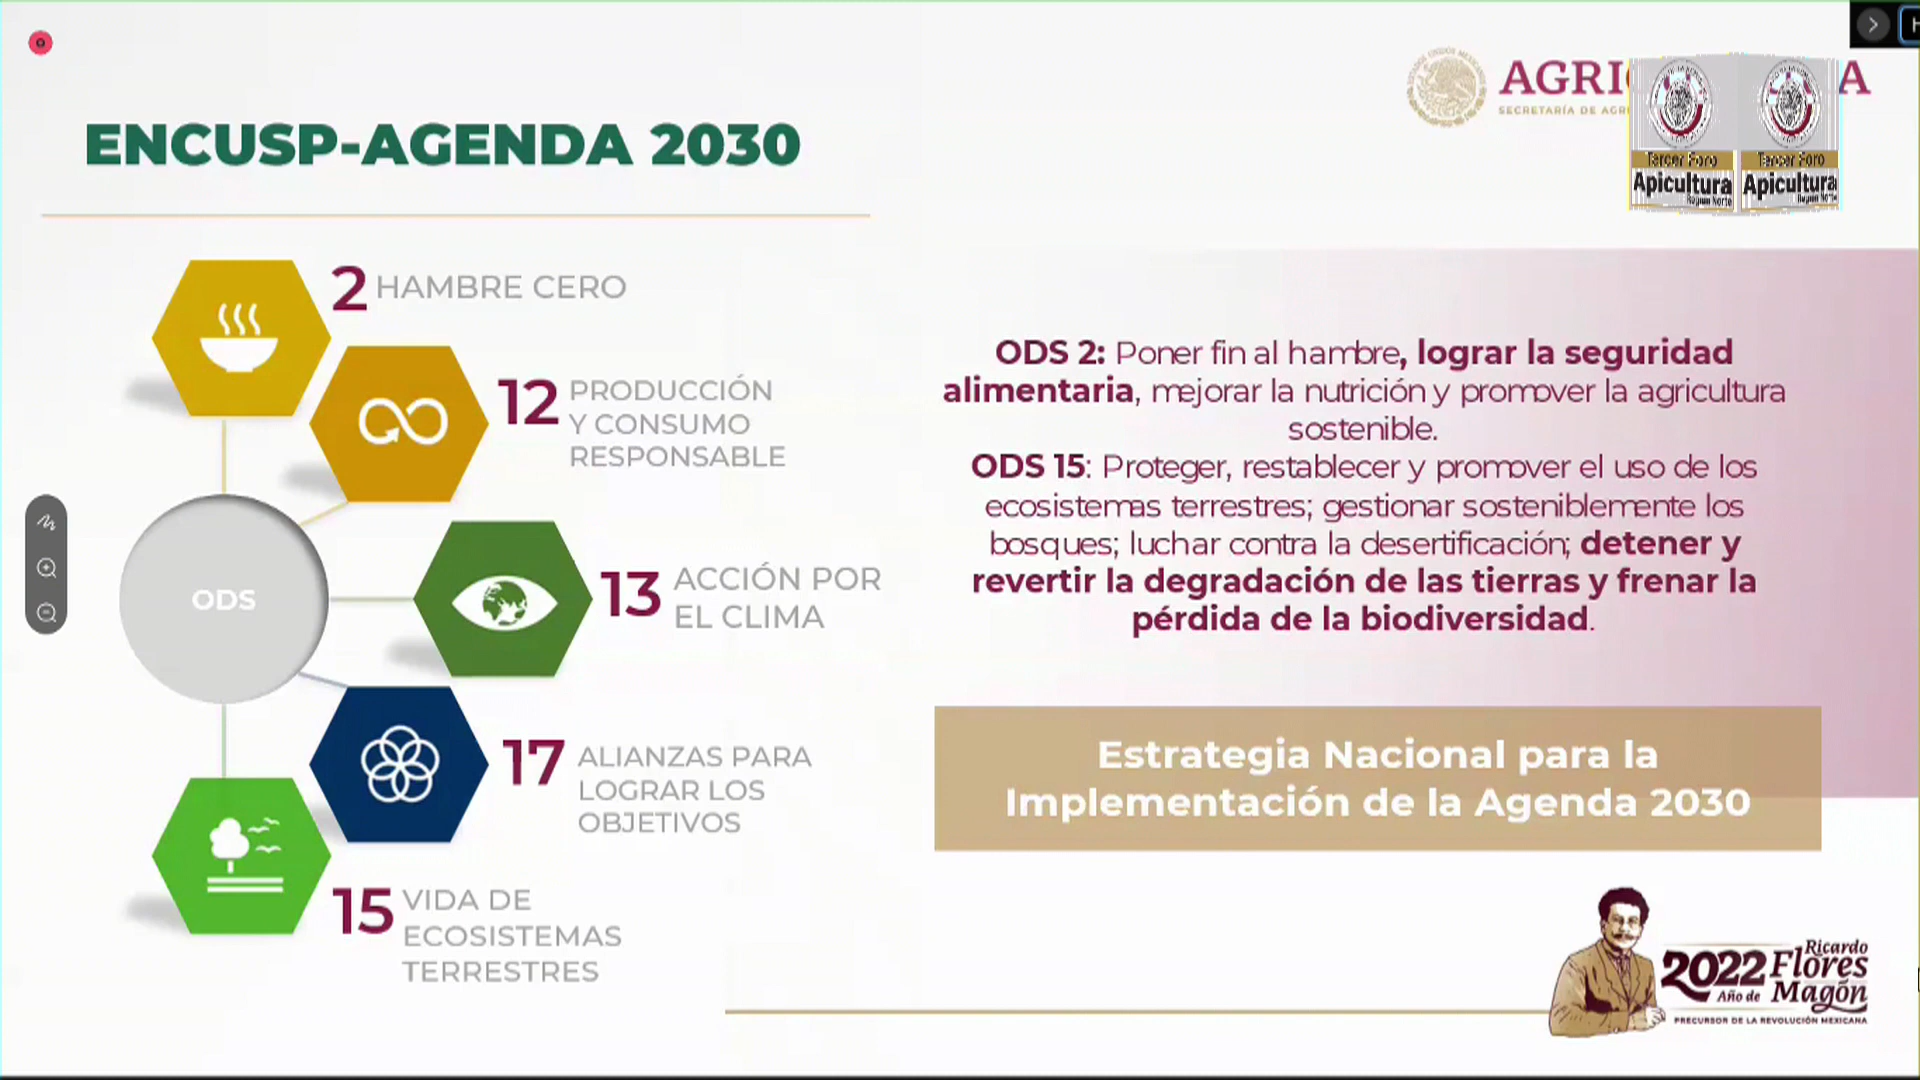 AGRI
A
SECRETARÍA DE AGR
Tercer Foro
Apicultura
Región Norte
Tercer Foro
Apicultura
Región Norte
ENCUSP-AGENDA 2030
2 HAMBRE CERO
12 PRODUCCIÓN
Y CONSUMO
RESPONSABLE
ODS
13 ACCIÓN POR
EL CLIMA
17 ALIANZAS PARA
LOGRAR LOS
OBJETIVOS
15 VIDA DE
ECOSISTEMAS
TERRESTRES
ODS 2: Poner fin al hambre, lograr la seguridad
alimentaria, mejorar la nutrición y promover la agricultura
sostenible.
ODS 15: Proteger, restablecer y promover el uso de los
ecosistemas terrestres; gestionar sosteniblemente los
bosques; luchar contra la desertificación; detener y
revertir la degradación de las tierras y frenar la
pérdida de la biodiversidad.
Estrategia Nacional para la
Implementación de la Agenda 2030
2022 Ricardo
Flores
Año de Magón
PRECURSOR DE LA REVOLUCIÓN MEXICANA